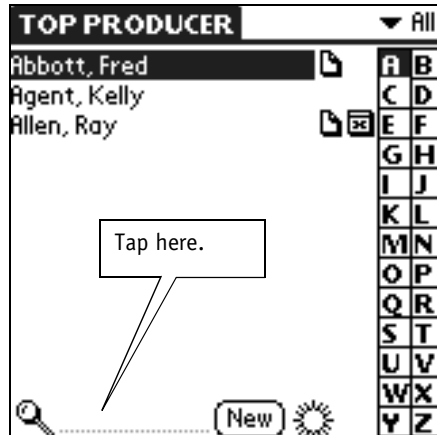 TOP PRODUCER
All
Abbott, Fred
Agent, Kelly
Allen, Ray
A B
C D
E F
G H
I J
K L
M N
O P
Q R
S T
U V
W X
Y Z
Tap here.
New